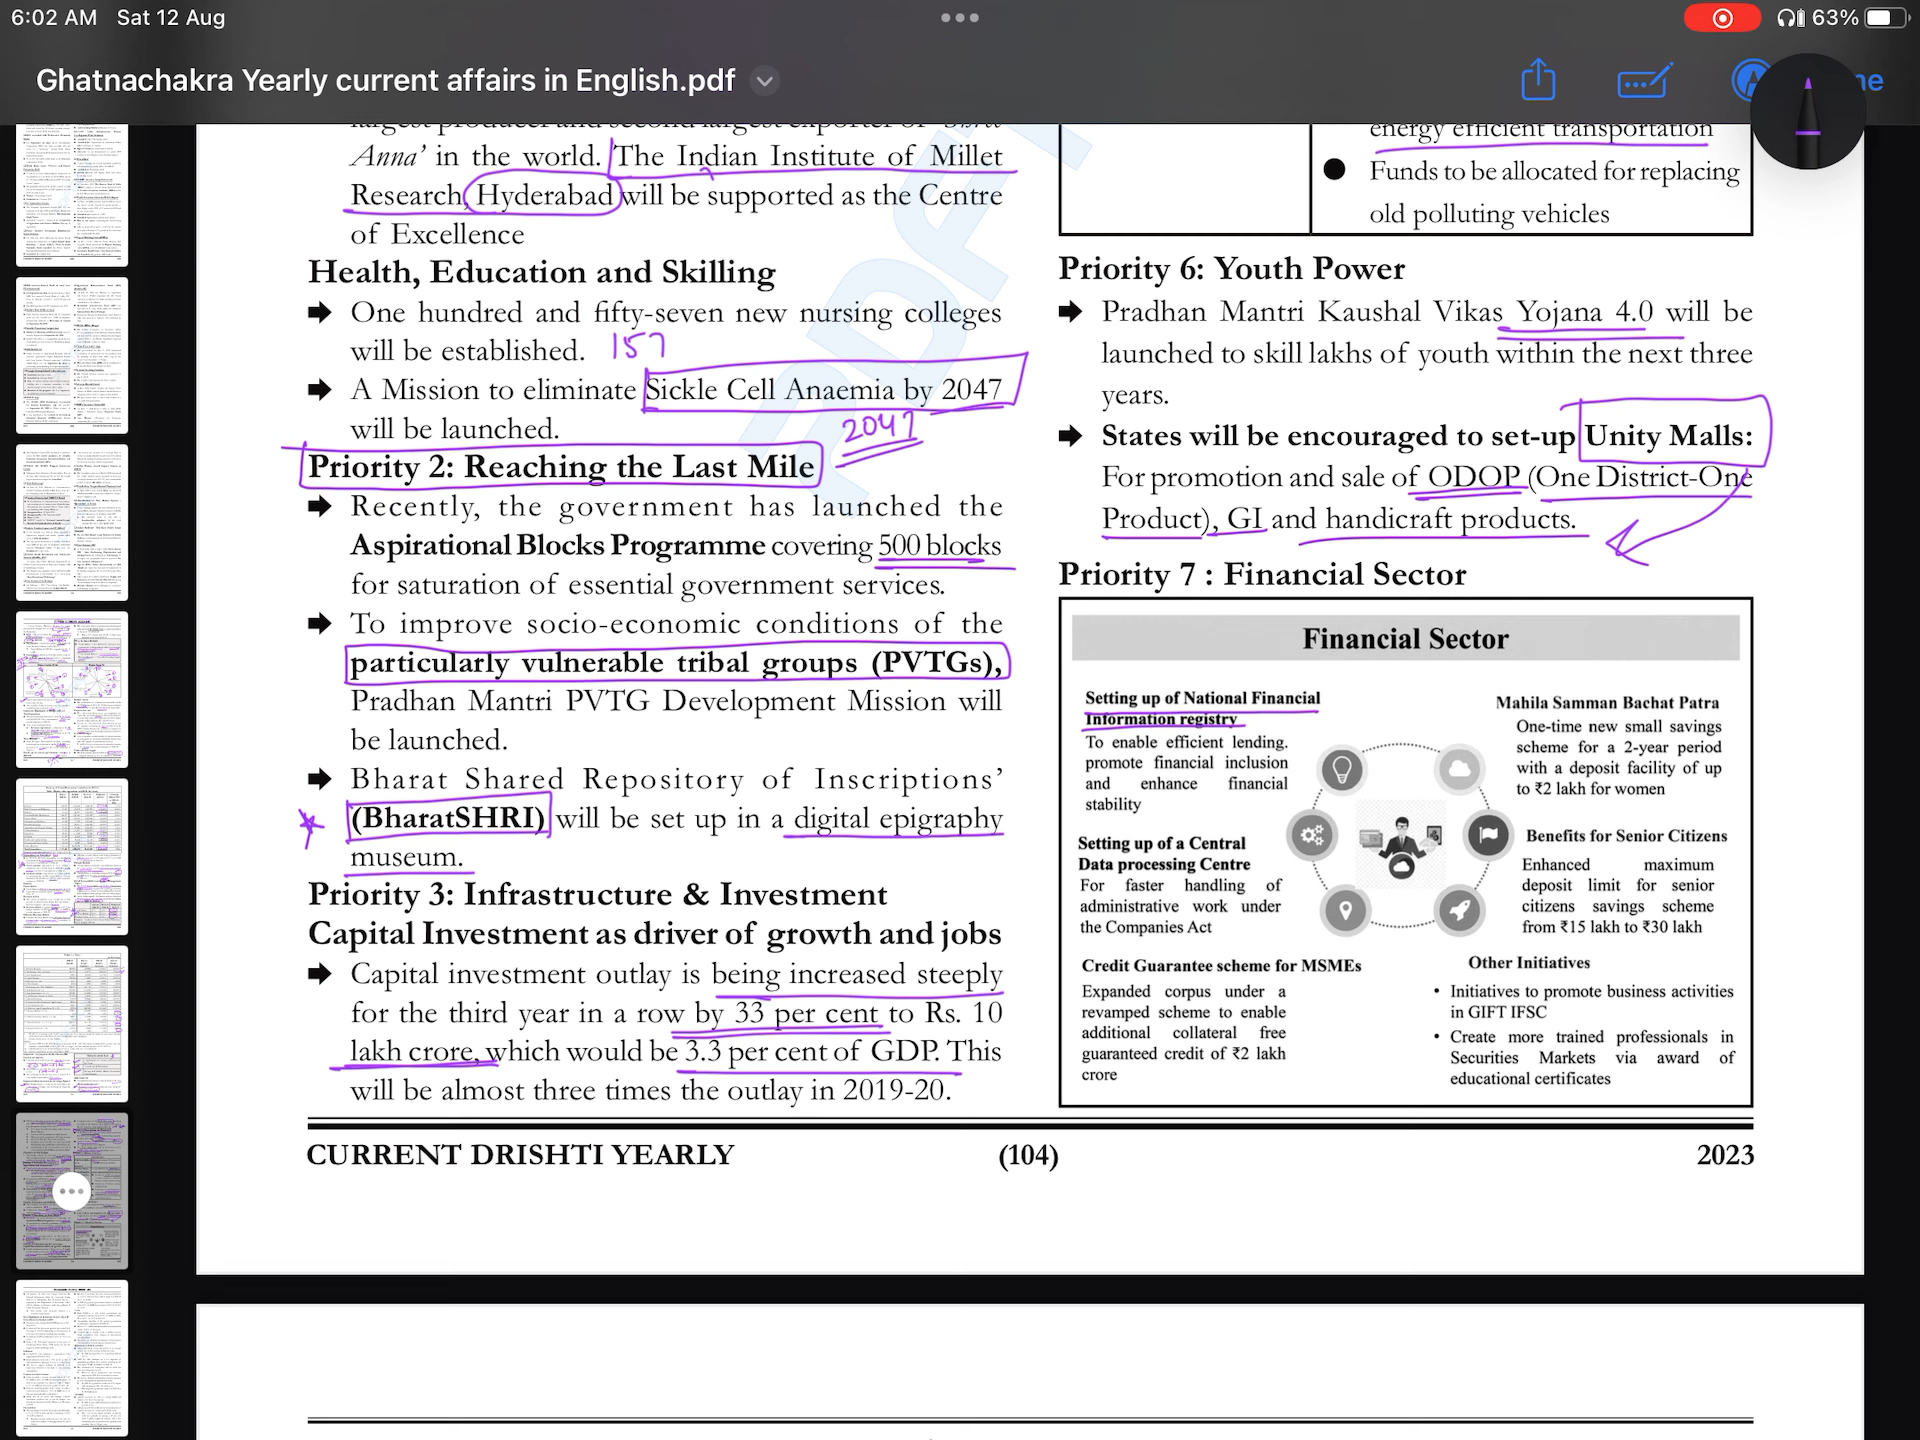 6:02 AM Sat 12 Aug
63%
Ghatnachakra Yearly current affairs in English.pdf
Anna' in the world. The Indian Institute of Millet
Research, Hyderabad will be supported as the Centre
of Excellence
Health, Education and Skilling
One hundred and fifty-seven new nursing colleges
will be established. 157
A Mission to eliminate Sickle Cell Anaemia by 2047
will be launched. 2047
Priority 2: Reaching the Last Mile
Recently, the government has launched the
Aspirational Blocks Programme covering 500 blocks
for saturation of essential government services.
To improve socio-economic conditions of the
particularly vulnerable tribal groups (PVTGs),
Pradhan Mantri PVTG Development Mission will
be launched.
Bharat Shared Repository of Inscriptions'
(BharatSHRI) will be set up in a digital epigraphy
museum.
Priority 3: Infrastructure & Investment
Capital Investment as driver of growth and jobs
Capital investment outlay is being increased steeply
for the third year in a row by 33 per cent to Rs. 10
lakh crore, which would be 3.3 per cent of GDP. This
will be almost three times the outlay in 2019-20.
energy efficient transportation
● Funds to be allocated for replacing
old polluting vehicles
Priority 6: Youth Power
Pradhan Mantri Kaushal Vikas Yojana 4.0 will be
launched to skill lakhs of youth within the next three
years.
States will be encouraged to set-up Unity Malls:
For promotion and sale of ODOP (One District-One
Product), GI and handicraft products.
Priority 7 : Financial Sector
Financial Sector
Setting up of National Financial
Information registry
To enable efficient lending.
promote financial inclusion
and enhance financial
stability
Setting up of a Central
Data processing Centre
For faster handling of
administrative work under
the Companies Act
Credit Guarantee scheme for MSMEs
Expanded corpus under a
revamped scheme to enable
additional collateral free
guaranteed credit of ₹2 lakh
crore
Mahila Samman Bachat Patra
One-time new small savings
scheme for a 2-year period
with a deposit facility of up
to ₹2 lakh for women
Benefits for Senior Citizens
Enhanced maximum
deposit limit for senior
citizens savings scheme
from ₹15 lakh to ₹30 lakh
Other Initiatives
• Initiatives to promote business activities
in GIFT IFSC
• Create more trained professionals in
Securities Markets via award of
educational certificates
CURRENT DRISHTI YEARLY (104) 2023